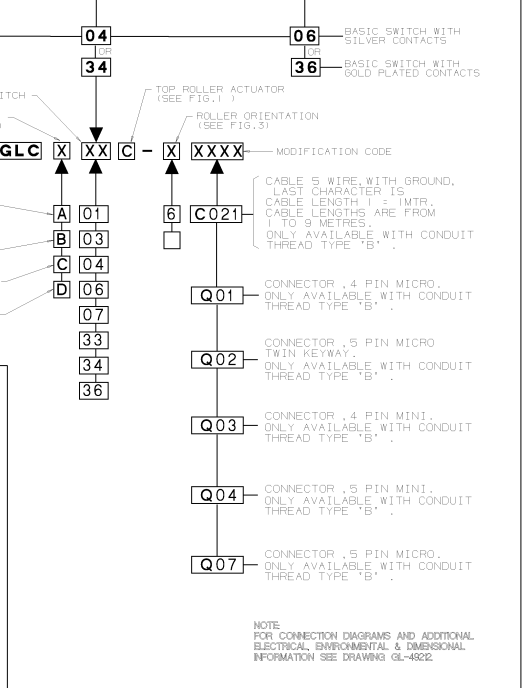 04
06
BASIC SWITCH WITH
SILVER CONTACTS
OR
OR
34
36
BASIC SWITCH WITH
GOLD PLATED CONTACTS
ITCH
TOP ROLLER ACTUATOR
(SEE FIG.1 )
ROLLER ORIENTATION
(SEE FIG.3)
GLC X XX C - X XXXX
MODIFICATION CODE
A
B
C
D
01
03
04
06
07
33
34
36
6
C021
CABLE 5 WIRE, WITH GROUND,
LAST CHARACTER IS
CABLE LENGTH 1 = 1MTR.
CABLE LENGTHS ARE FROM
1 TO 9 METRES.
ONLY AVAILABLE WITH CONDUIT
THREAD TYPE 'B' .
Q01
CONNECTOR ,4 PIN MICRO.
ONLY AVAILABLE WITH CONDUIT
THREAD TYPE 'B' .
Q02
CONNECTOR ,5 PIN MICRO
TWIN KEYWAY.
ONLY AVAILABLE WITH CONDUIT
THREAD TYPE 'B' .
Q03
CONNECTOR ,4 PIN MINI.
ONLY AVAILABLE WITH CONDUIT
THREAD TYPE 'B' .
Q04
CONNECTOR ,5 PIN MINI.
ONLY AVAILABLE WITH CONDUIT
THREAD TYPE 'B' .
Q07
CONNECTOR ,5 PIN MICRO.
ONLY AVAILABLE WITH CONDUIT
THREAD TYPE 'B' .
NOTE:
FOR CONNECTION DIAGRAMS AND ADDITIONAL
ELECTRICAL, ENVIRONMENTAL & DIMENSIONAL
INFORMATION SEE DRAWING GL-49212.